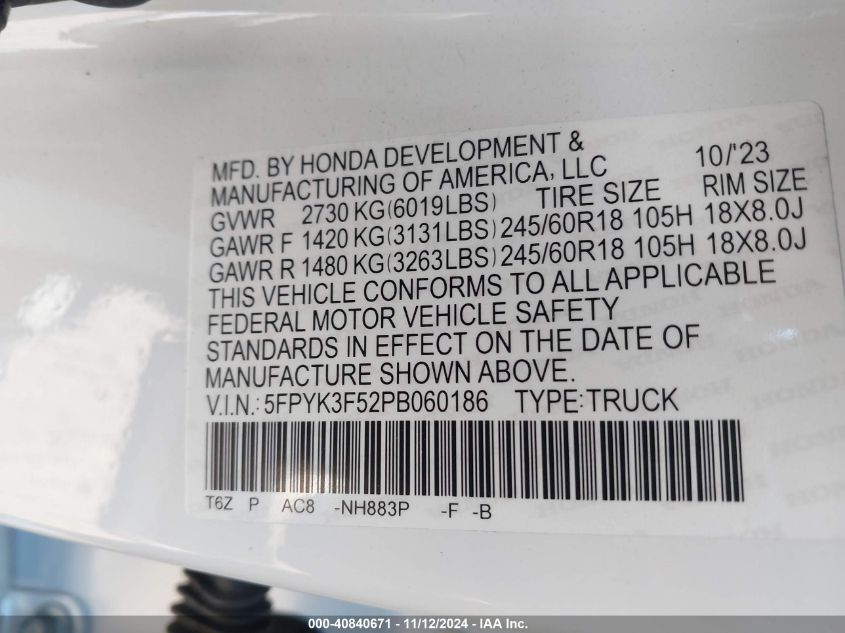 MFD. BY HONDA DEVELOPMENT & 10/'23
MANUFACTURING OF AMERICA, LLC
GVWR 2730 KG(6019LBS) TIRE SIZE RIM SIZE
GAWR F 1420 KG(3131LBS) 245/60R18 105H 18X8.0J
GAWR R 1480 KG(3263LBS) 245/60R18 105H 18X8.0J
THIS VEHICLE CONFORMS TO ALL APPLICABLE
FEDERAL MOTOR VEHICLE SAFETY
STANDARDS IN EFFECT ON THE DATE OF
MANUFACTURE SHOWN ABOVE.
V.I.N.: 5FPYK3F52PB060186 TYPE: TRUCK
T6Z P AC8 -NH883P -F -B
000-40840671 - 11/12/2024 - IAA Inc.